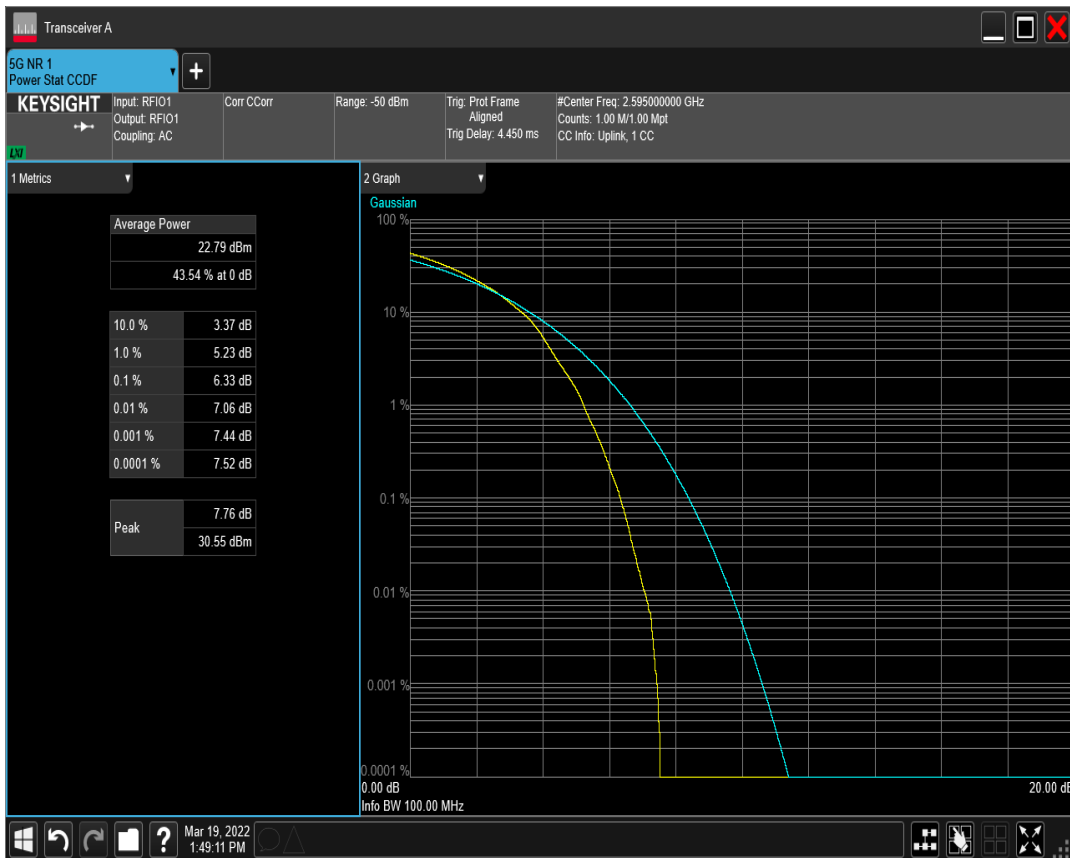 Transceiver A
5G NR 1
Power Stat CCDF
KEYSIGHT
LXI
Input: RFIO1
Output: RFIO1
Coupling: AC
Corr CCorr
Range: -50 dBm
Trig: Prot Frame
Aligned
Trig Delay: 4.450 ms
#Center Freq: 2.595000000 GHz
Counts: 1.00 M/1.00 Mpt
CC Info: Uplink, 1 CC
1 Metrics
Average Power
22.79 dBm
43.54 % at 0 dB
10.0 % 3.37 dB
1.0 % 5.23 dB
0.1 % 6.33 dB
0.01 % 7.06 dB
0.001 % 7.44 dB
0.0001 % 7.52 dB
Peak
7.76 dB
30.55 dBm
2 Graph
Gaussian
100 %
10 %
1 %
0.1 %
0.01 %
0.001 %
0.0001 %
0.00 dB 20.00 dB
Info BW 100.00 MHz
Mar 19, 2022
1:49:11 PM